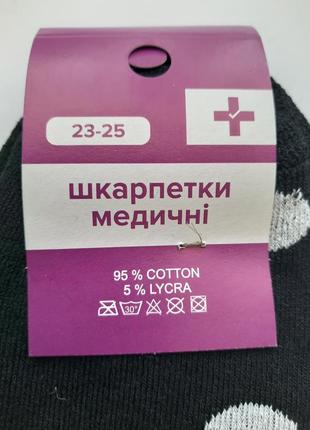 23-25
шкарпетки
медичні
95 % COTTON
5 % LYCRA
30°